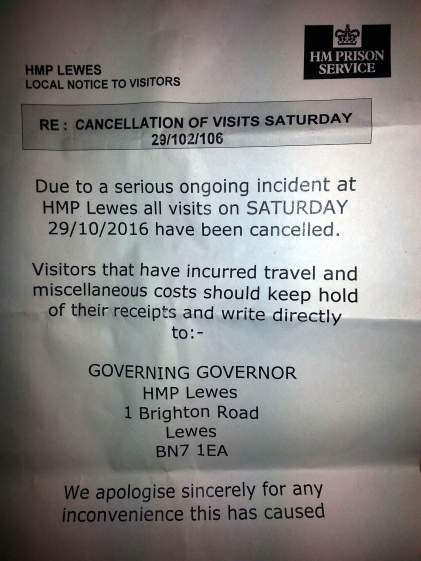 HM PRISON
SERVICE
HMP LEWES
LOCAL NOTICE TO VISITORS
RE : CANCELLATION OF VISITS SATURDAY
29/102/106
Due to a serious ongoing incident at
HMP Lewes all visits on SATURDAY
29/10/2016 have been cancelled.
Visitors that have incurred travel and
miscellaneous costs should keep hold
of their receipts and write directly
to:-
GOVERNING GOVERNOR
HMP Lewes
1 Brighton Road
Lewes
BN7 1EA
We apologise sincerely for any
inconvenience this has caused